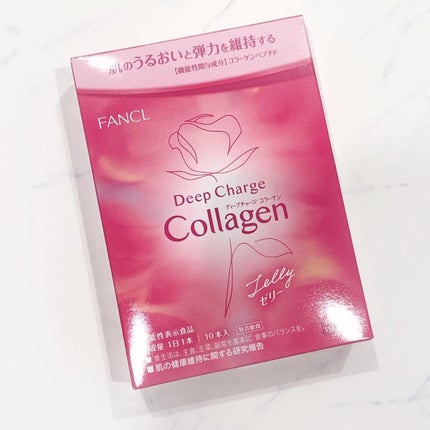 肌のうるおいと弾力を維持する
【機能性関与成分】コラーゲンペプチド
FANCL
Deep Charge
ディープチャージ コラーゲン
Collagen
Jelly
ゼリー
性表示食品
1日1本 10本入 特許取得
食生活は、主食、主菜、副菜を基本に、食事のバランスを。
■肌の健康維持に関する研究報告